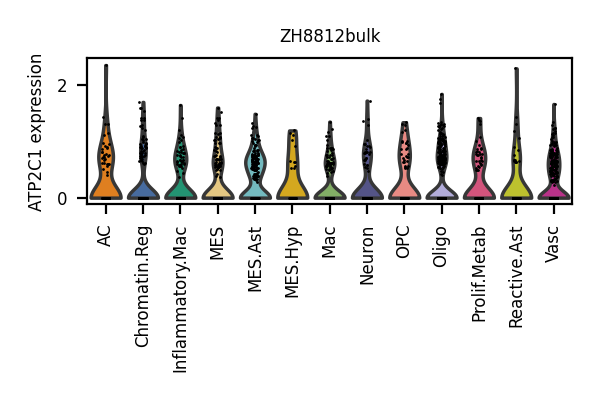 ZH8812bulk
ATP2C1 expression
2
0
AC
Chromatin.Reg
Inflammatory.Mac
MES
MES.Ast
MES.Hyp
Mac
Neuron
OPC
Oligo
Prolif.Metab
Reactive.Ast
Vasc